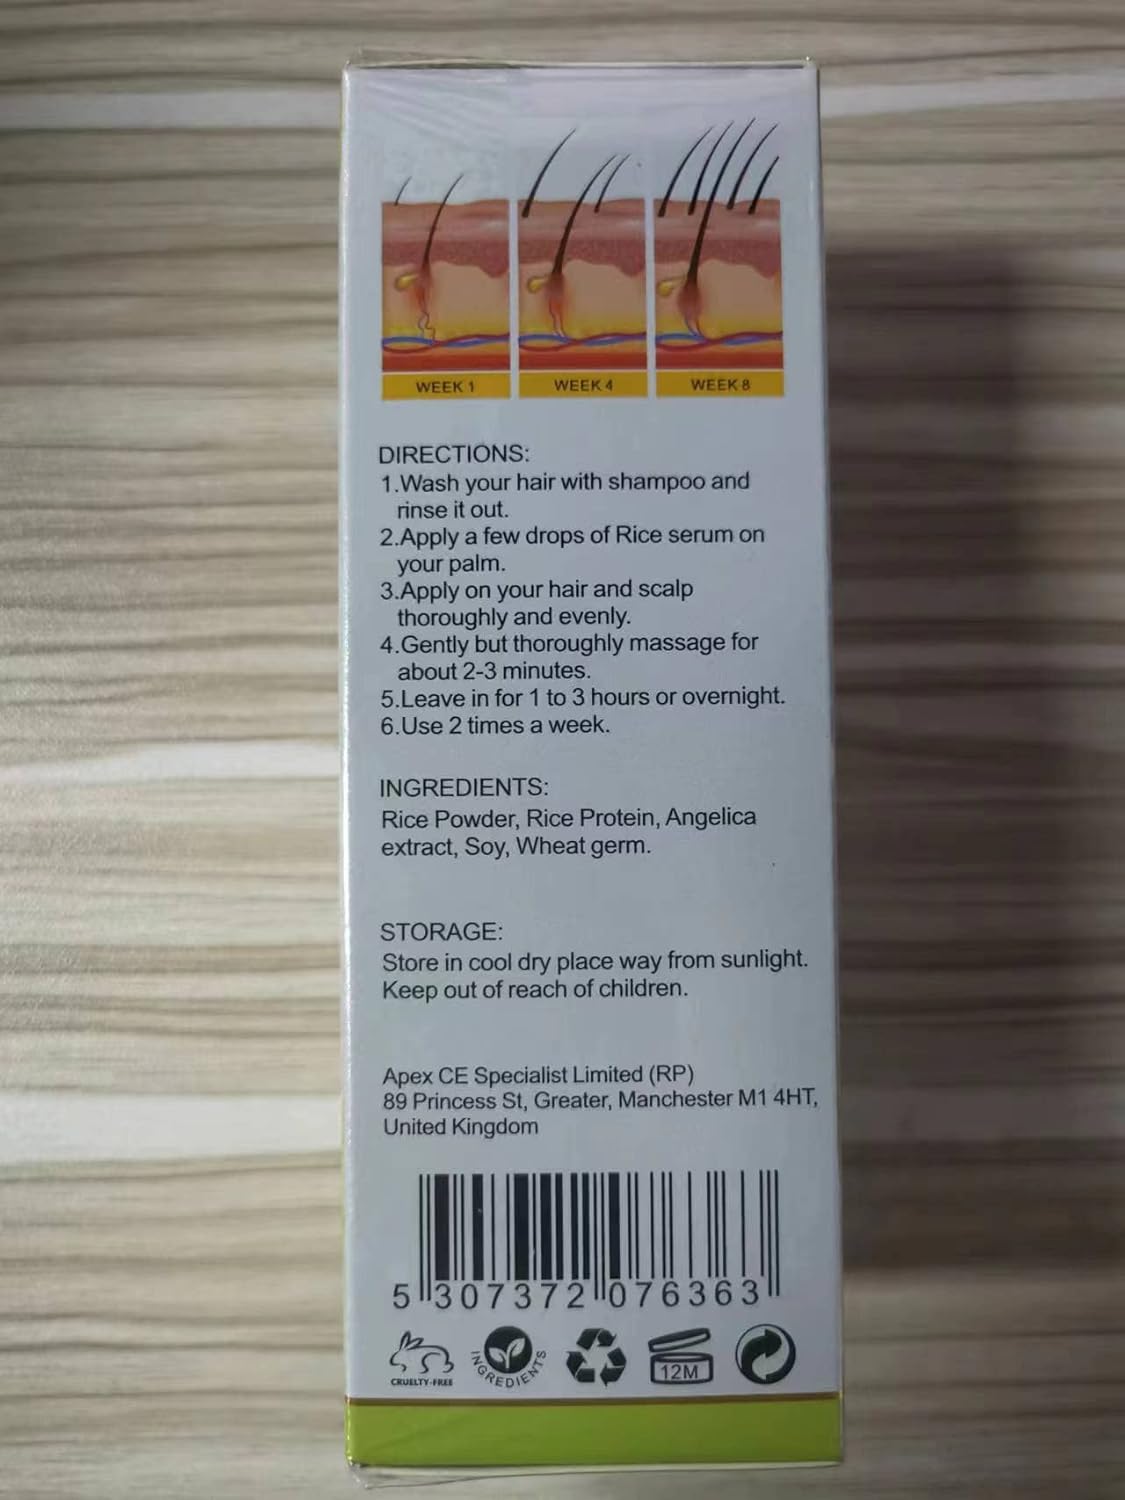 WEEK 1 WEEK 4 WEEK 8
DIRECTIONS:
1.Wash your hair with shampoo and
rinse it out.
2.Apply a few drops of Rice serum on
your palm.
3.Apply on your hair and scalp
thoroughly and evenly.
4.Gently but thoroughly massage for
about 2-3 minutes.
5.Leave in for 1 to 3 hours or overnight.
6.Use 2 times a week.
INGREDIENTS:
Rice Powder, Rice Protein, Angelica
extract, Soy, Wheat germ.
STORAGE:
Store in cool dry place way from sunlight.
Keep out of reach of children.
Apex CE Specialist Limited (RP)
89 Princess St, Greater, Manchester M1 4HT,
United Kingdom
5 307372 076363
CRUELTY-FREE
INGREDIENTS
12M